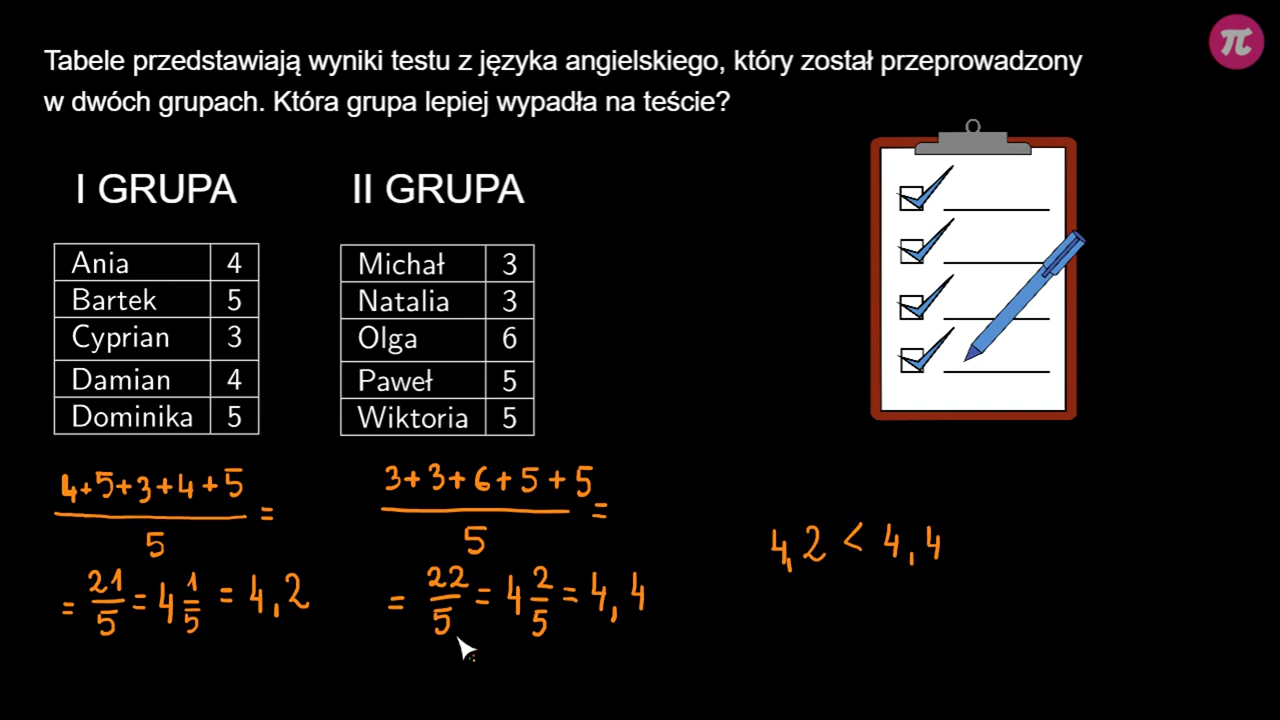 π
Tabele przedstawiają wyniki testu z języka angielskiego, który został przeprowadzony
w dwóch grupach. Która grupa lepiej wypadła na teście?
I GRUPA
Ania 4
Bartek 5
Cyprian 3
Damian 4
Dominika 5
4+5+3+4+5
5
=
= 21/5 = 4 1/5 = 4,2
II GRUPA
Michał 3
Natalia 3
Olga 6
Paweł 5
Wiktoria 5
3+3+6+5+5
5
=
= 22/5 = 4 2/5 = 4,4
4,2 < 4,4